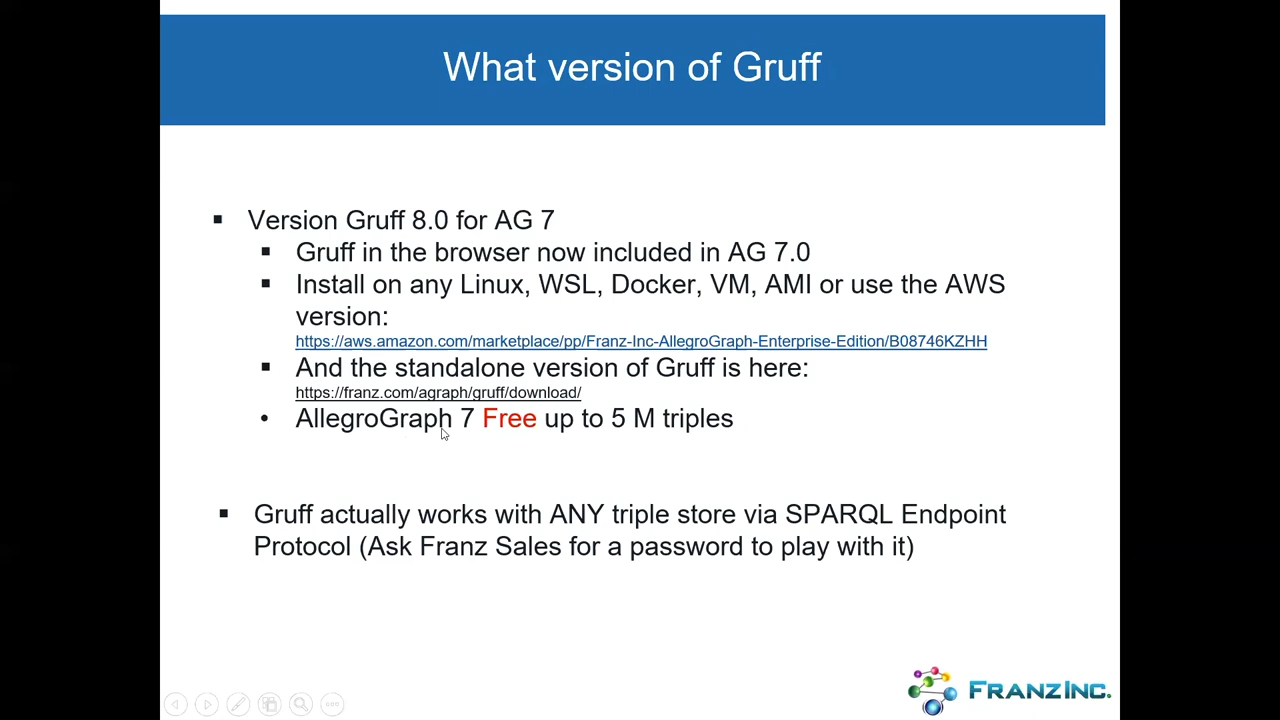 What version of Gruff
▪ Version Gruff 8.0 for AG 7
▪ Gruff in the browser now included in AG 7.0
▪ Install on any Linux, WSL, Docker, VM, AMI or use the AWS
version:
https://aws.amazon.com/marketplace/pp/Franz-Inc-AllegroGraph-Enterprise-Edition/B08746KZHH
▪ And the standalone version of Gruff is here:
https://franz.com/agraph/gruff/download/
• AllegroGraph 7 Free up to 5 M triples
▪ Gruff actually works with ANY triple store via SPARQL Endpoint
Protocol (Ask Franz Sales for a password to play with it)
FRANZ INC.